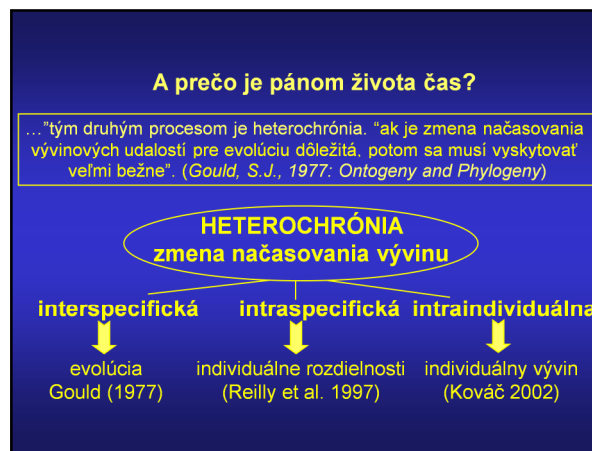 A prečo je pánom života čas?
…”tým druhým procesom je heterochrónia. “ak je zmena načasovania
vývinových udalostí pre evolúciu dôležitá, potom sa musí vyskytovať
veľmi bežne”. (Gould, S.J., 1977: Ontogeny and Phylogeny)
HETEROCHRÓNIA
zmena načasovania vývinu
interspecifická intraspecifická intraindividuálna
evolúcia individuálne rozdielnosti individuálny vývin
Gould (1977) (Reilly et al. 1997) (Kováč 2002)